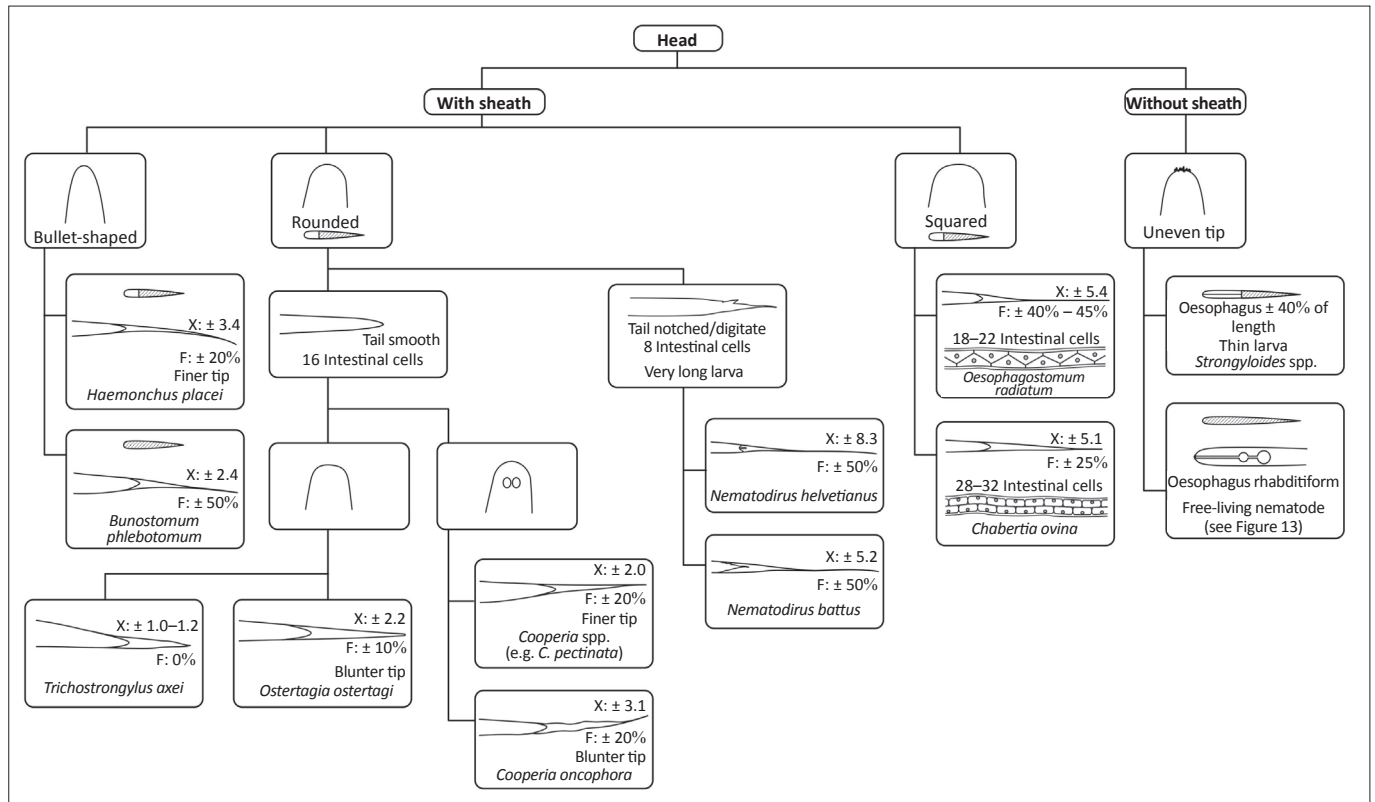 Head
With sheath
Without sheath
Bullet-shaped
Rounded
Squared
Uneven tip
X: ± 3.4
F: ± 20%
Finer tip
Haemonchus placei
X: ± 2.4
F: ± 50%
Bunostomum
phlebotomum
Tail smooth
16 Intestinal cells
Tail notched/digitate
8 Intestinal cells
Very long larva
X: ± 1.0–1.2
F: 0%
Trichostrongylus axei
X: ± 2.2
F: ± 10%
Blunter tip
Ostertagia ostertagi
X: ± 2.0
F: ± 20%
Finer tip
Cooperia spp.
(e.g. C. pectinata)
X: ± 3.1
F: ± 20%
Blunter tip
Cooperia oncophora
X: ± 8.3
F: ± 50%
Nematodirus helvetianus
X: ± 5.2
F: ± 50%
Nematodirus battus
X: ± 5.4
F: ± 40% – 45%
18–22 Intestinal cells
Oesophagostomum
radiatum
X: ± 5.1
F: ± 25%
28–32 Intestinal cells
Chabertia ovina
Oesophagus ± 40% of
length
Thin larva
Strongyloides spp.
Oesophagus rhabditiform
Free-living nematode
(see Figure 13)